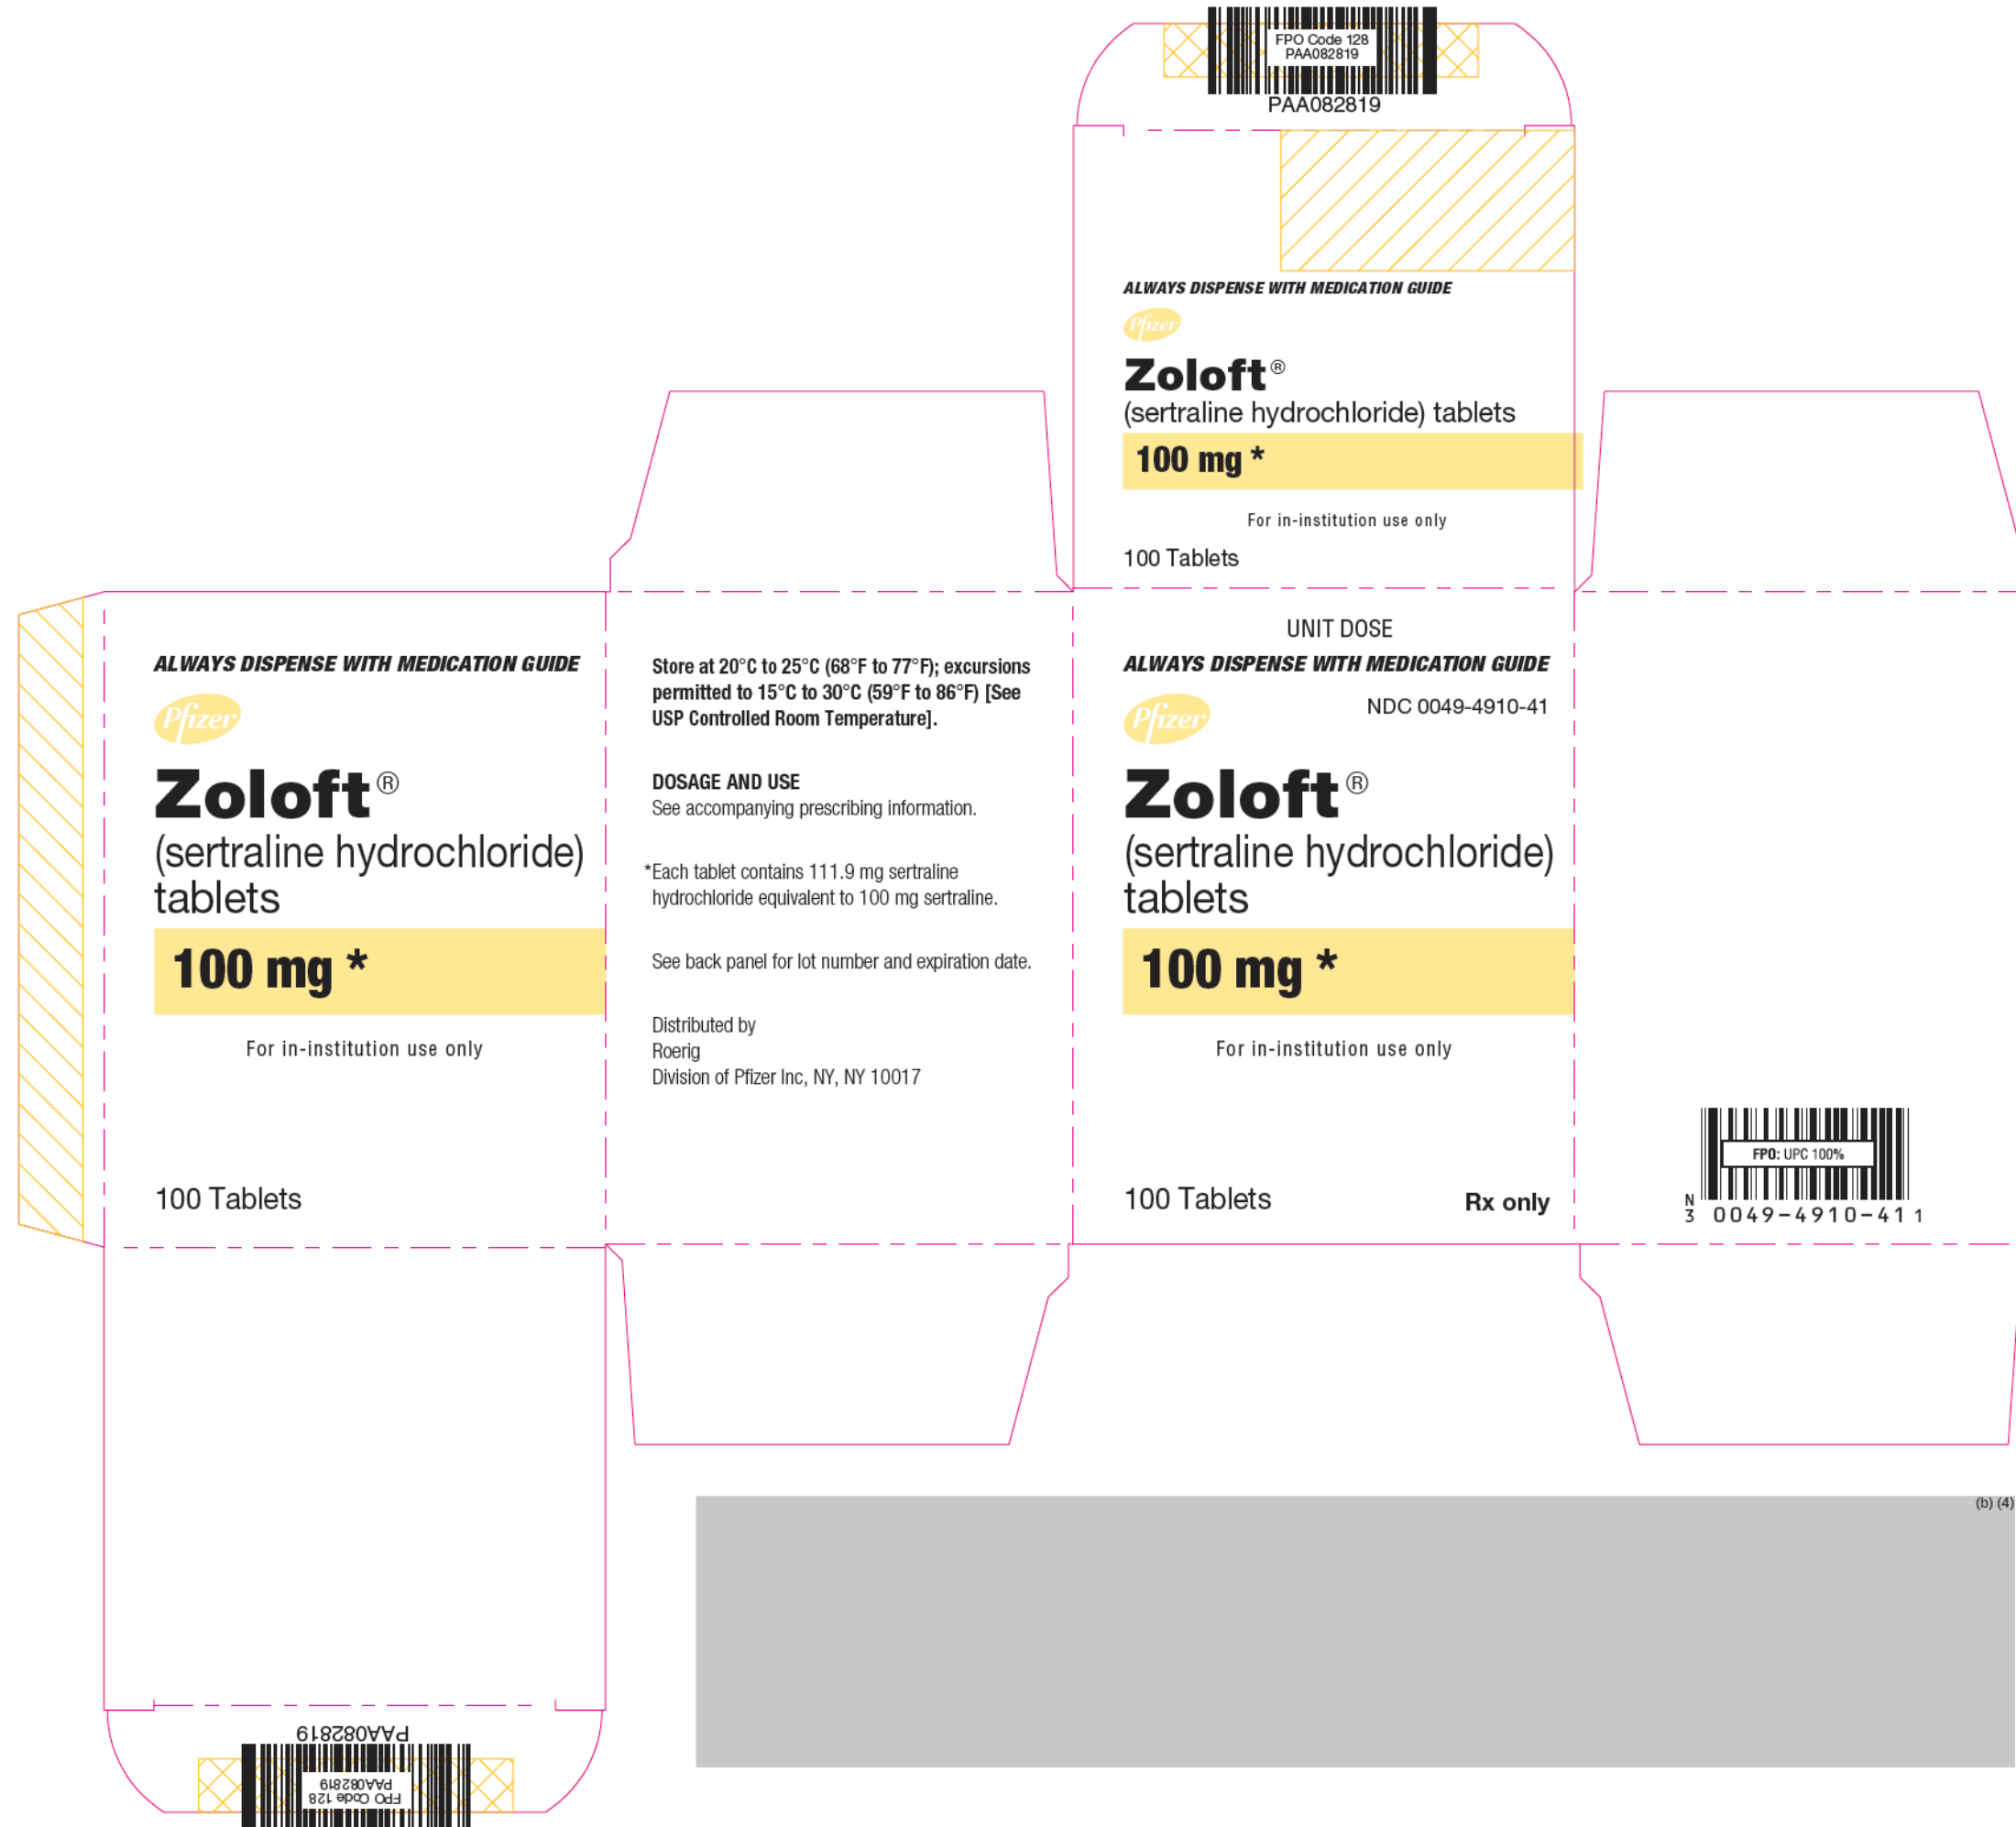 FPO Code 128
PAA082819
PAA082819
ALWAYS DISPENSE WITH MEDICATION GUIDE
Pfizer
Zoloft®
(sertraline hydrochloride) tablets
100 mg *
For in-institution use only
100 Tablets
ALWAYS DISPENSE WITH MEDICATION GUIDE
Pfizer
Zoloft®
(sertraline hydrochloride)
tablets
100 mg *
For in-institution use only
100 Tablets
Store at 20°C to 25°C (68°F to 77°F); excursions
permitted to 15°C to 30°C (59°F to 86°F) [See
USP Controlled Room Temperature].
DOSAGE AND USE
See accompanying prescribing information.
*Each tablet contains 111.9 mg sertraline
hydrochloride equivalent to 100 mg sertraline.
See back panel for lot number and expiration date.
Distributed by
Roerig
Division of Pfizer Inc, NY, NY 10017
UNIT DOSE
ALWAYS DISPENSE WITH MEDICATION GUIDE
Pfizer
NDC 0049-4910-41
Zoloft®
(sertraline hydrochloride)
tablets
100 mg *
For in-institution use only
100 Tablets
Rx only
FPO: UPC 100%
N
3 0049-4910-41 1
(b) (4)
PAA082819
FPO Code 128
PAA082819